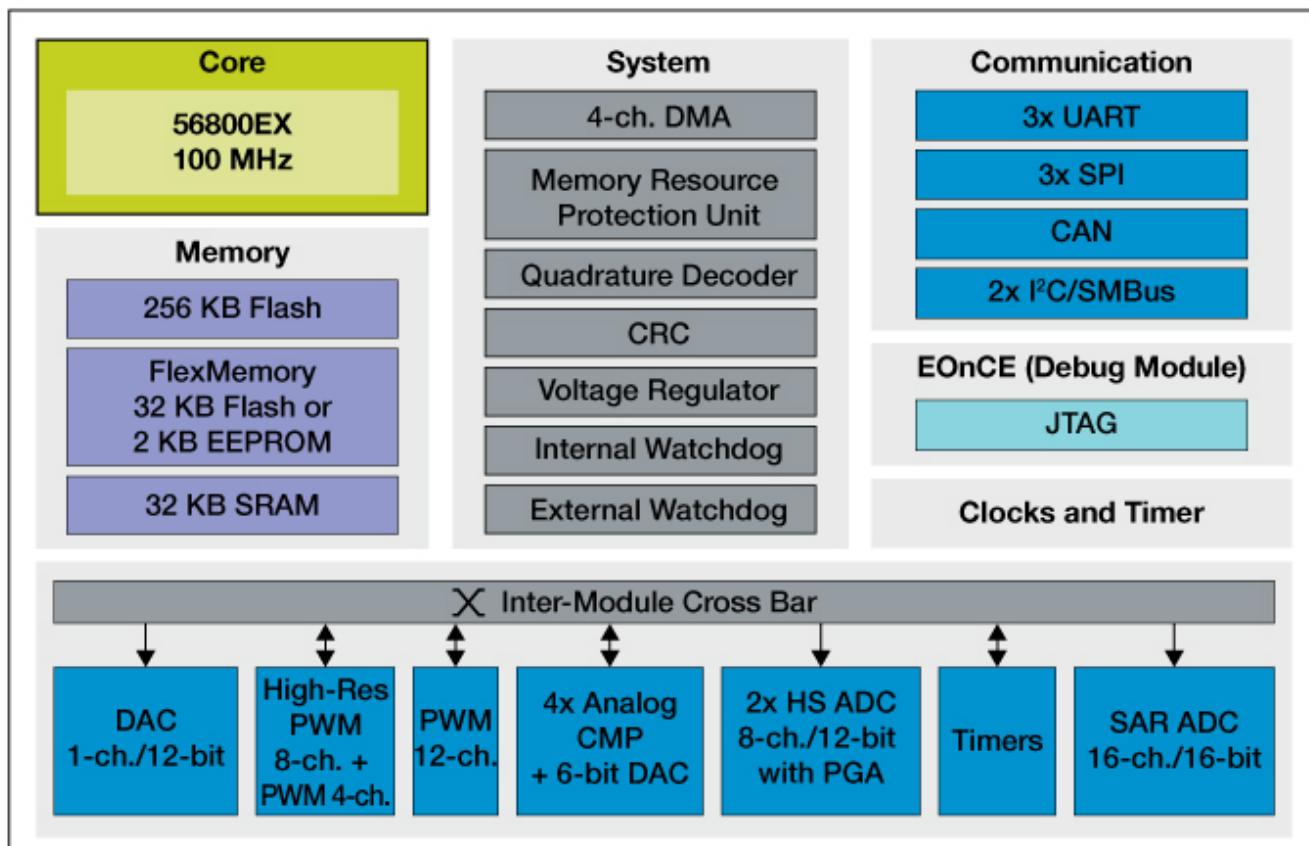 Core
56800EX
100 MHz
Memory
256 KB Flash
FlexMemory
32 KB Flash or
2 KB EEPROM
32 KB SRAM
System
4-ch. DMA
Memory Resource
Protection Unit
Quadrature Decoder
CRC
Voltage Regulator
Internal Watchdog
External Watchdog
Communication
3x UART
3x SPI
CAN
2x I²C/SMBus
EOnCE (Debug Module)
JTAG
Clocks and Timer
Inter-Module Cross Bar
DAC
1-ch./12-bit
High-Res
PWM
8-ch. +
PWM 4-ch.
PWM
12-ch.
4x Analog
CMP
+ 6-bit DAC
2x HS ADC
8-ch./12-bit
with PGA
Timers
SAR ADC
16-ch./16-bit